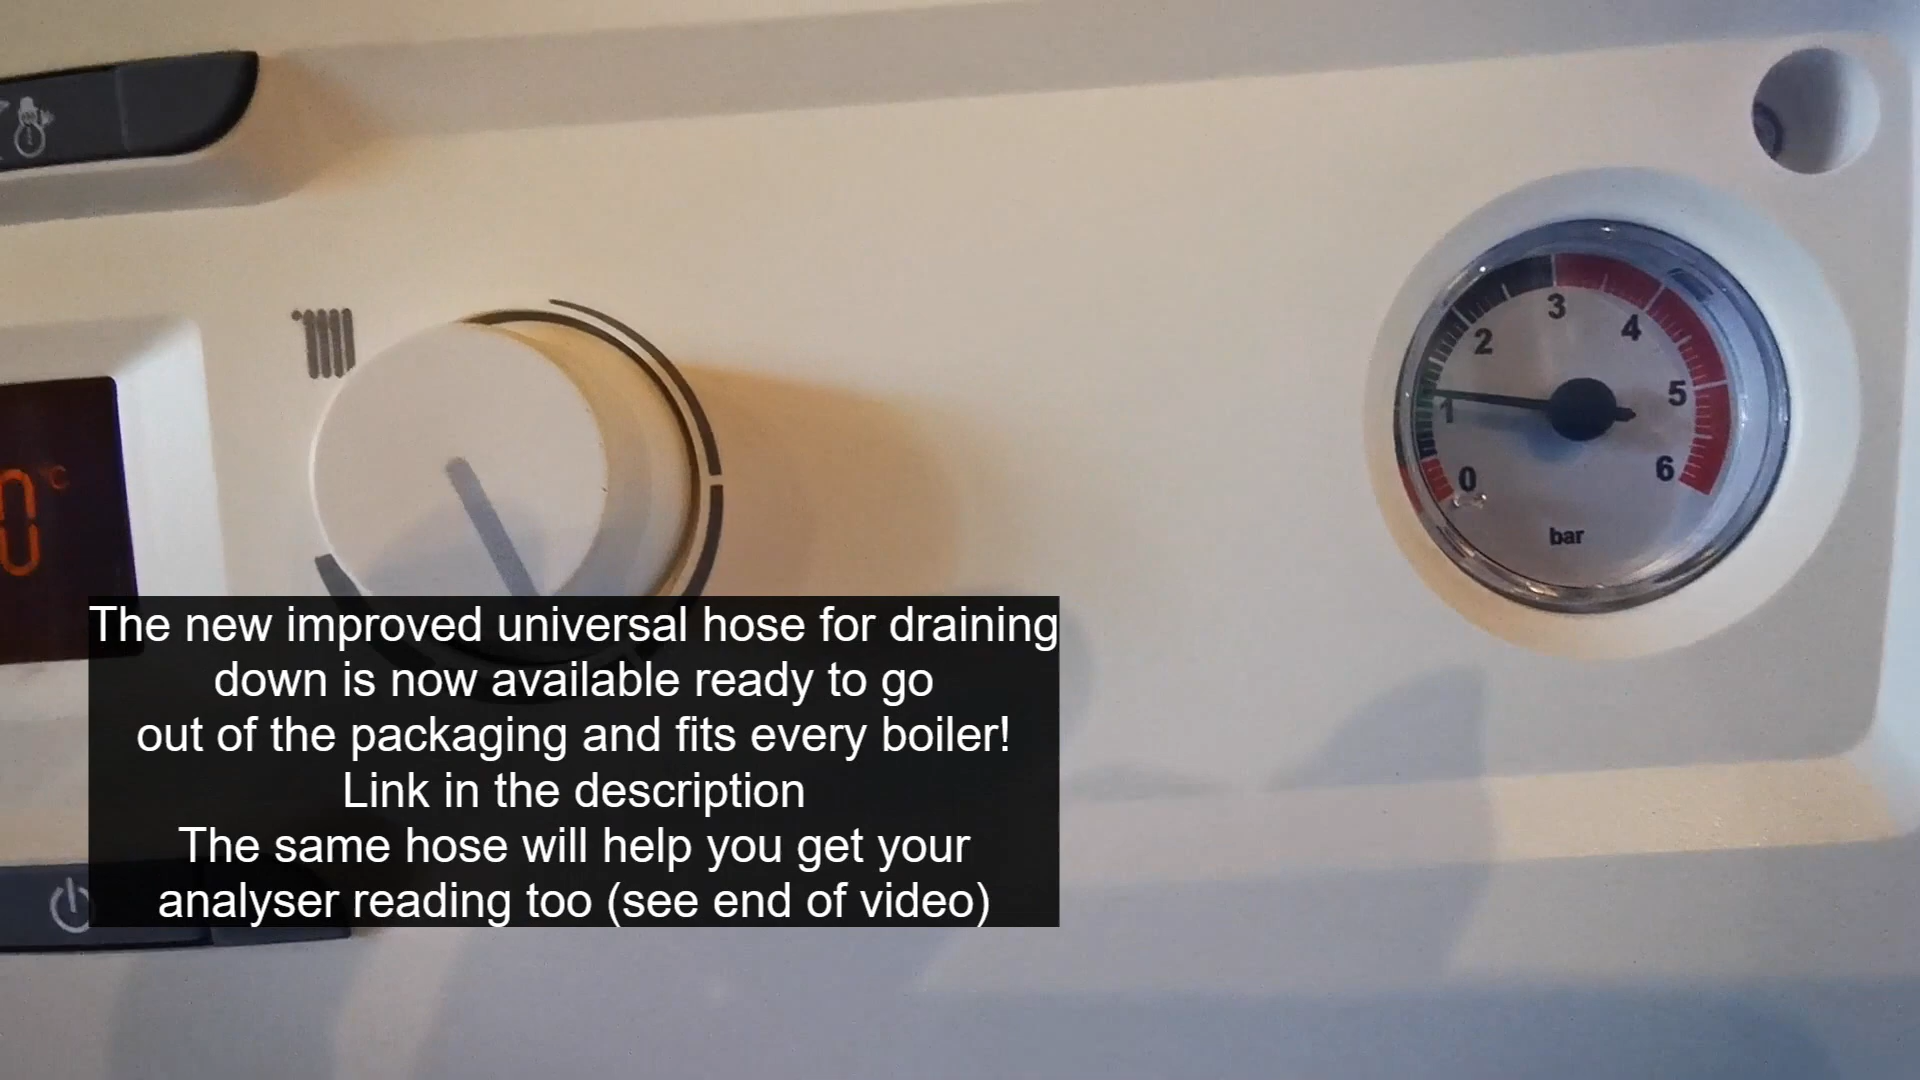 0°C
3
2
4
1
5
0
6
bar
The new improved universal hose for draining
down is now available ready to go
out of the packaging and fits every boiler!
Link in the description
The same hose will help you get your
analyser reading too (see end of video)